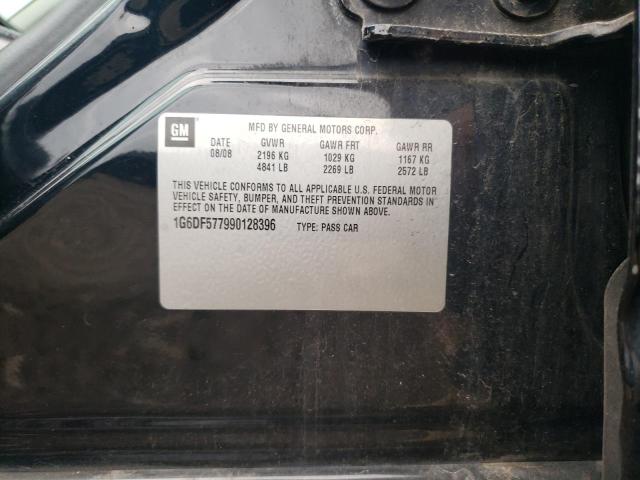 GM
MFD BY GENERAL MOTORS CORP.
DATE GVWR GAWR FRT GAWR RR
08/08 2196 KG 1029 KG 1167 KG
4841 LB 2269 LB 2572 LB
THIS VEHICLE CONFORMS TO ALL APPLICABLE U.S. FEDERAL MOTOR
VEHICLE SAFETY, BUMPER, AND THEFT PREVENTION STANDARDS IN
EFFECT ON THE DATE OF MANUFACTURE SHOWN ABOVE.
1G6DF577990128396 TYPE: PASS CAR